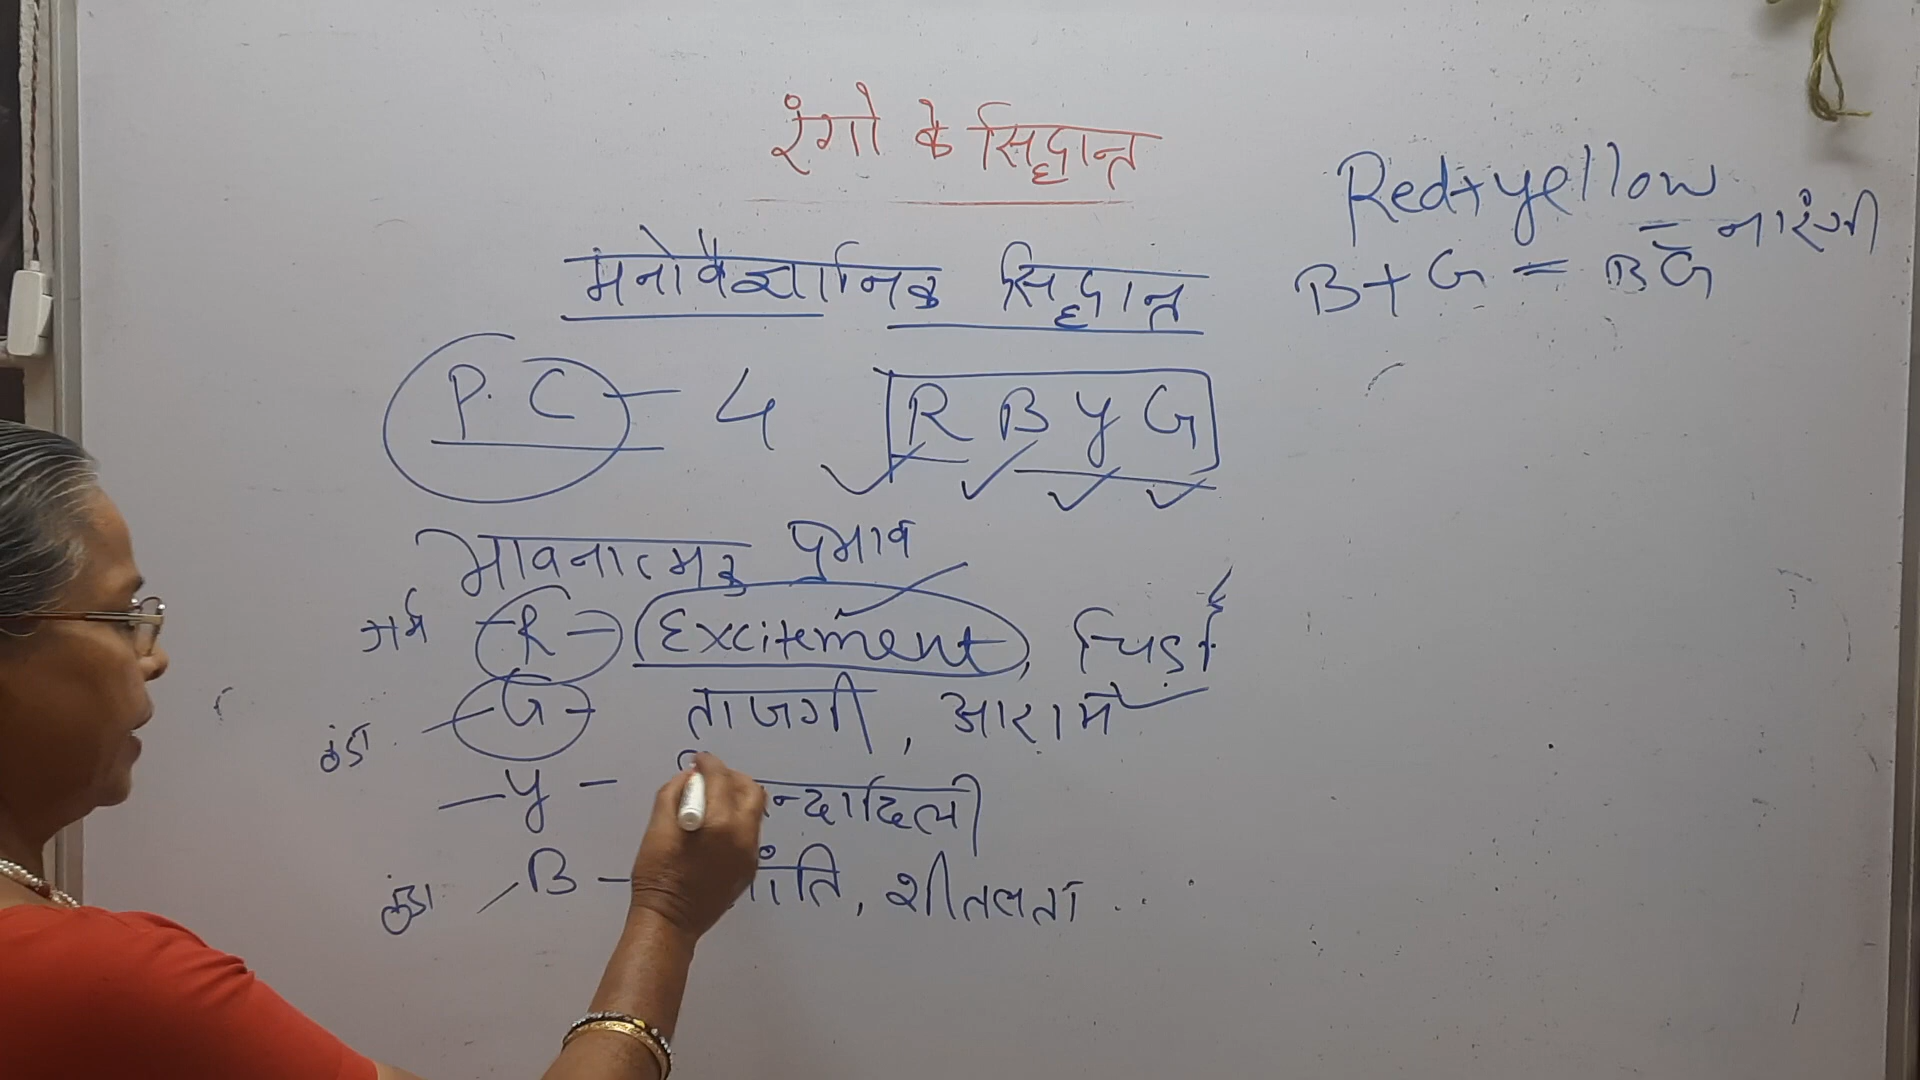 रंगो के सिद्धान्त
Red+yellow
= नारंगी
मनोवैज्ञानिक सिद्धान्त
B+G = BG
P.C - 4 R B Y G
भावनात्मक प्रभाव
गर्म -R- Excitement,
ठंडा -G- ताजगी, आराम
-y -
ठंडा -B - शीतलता